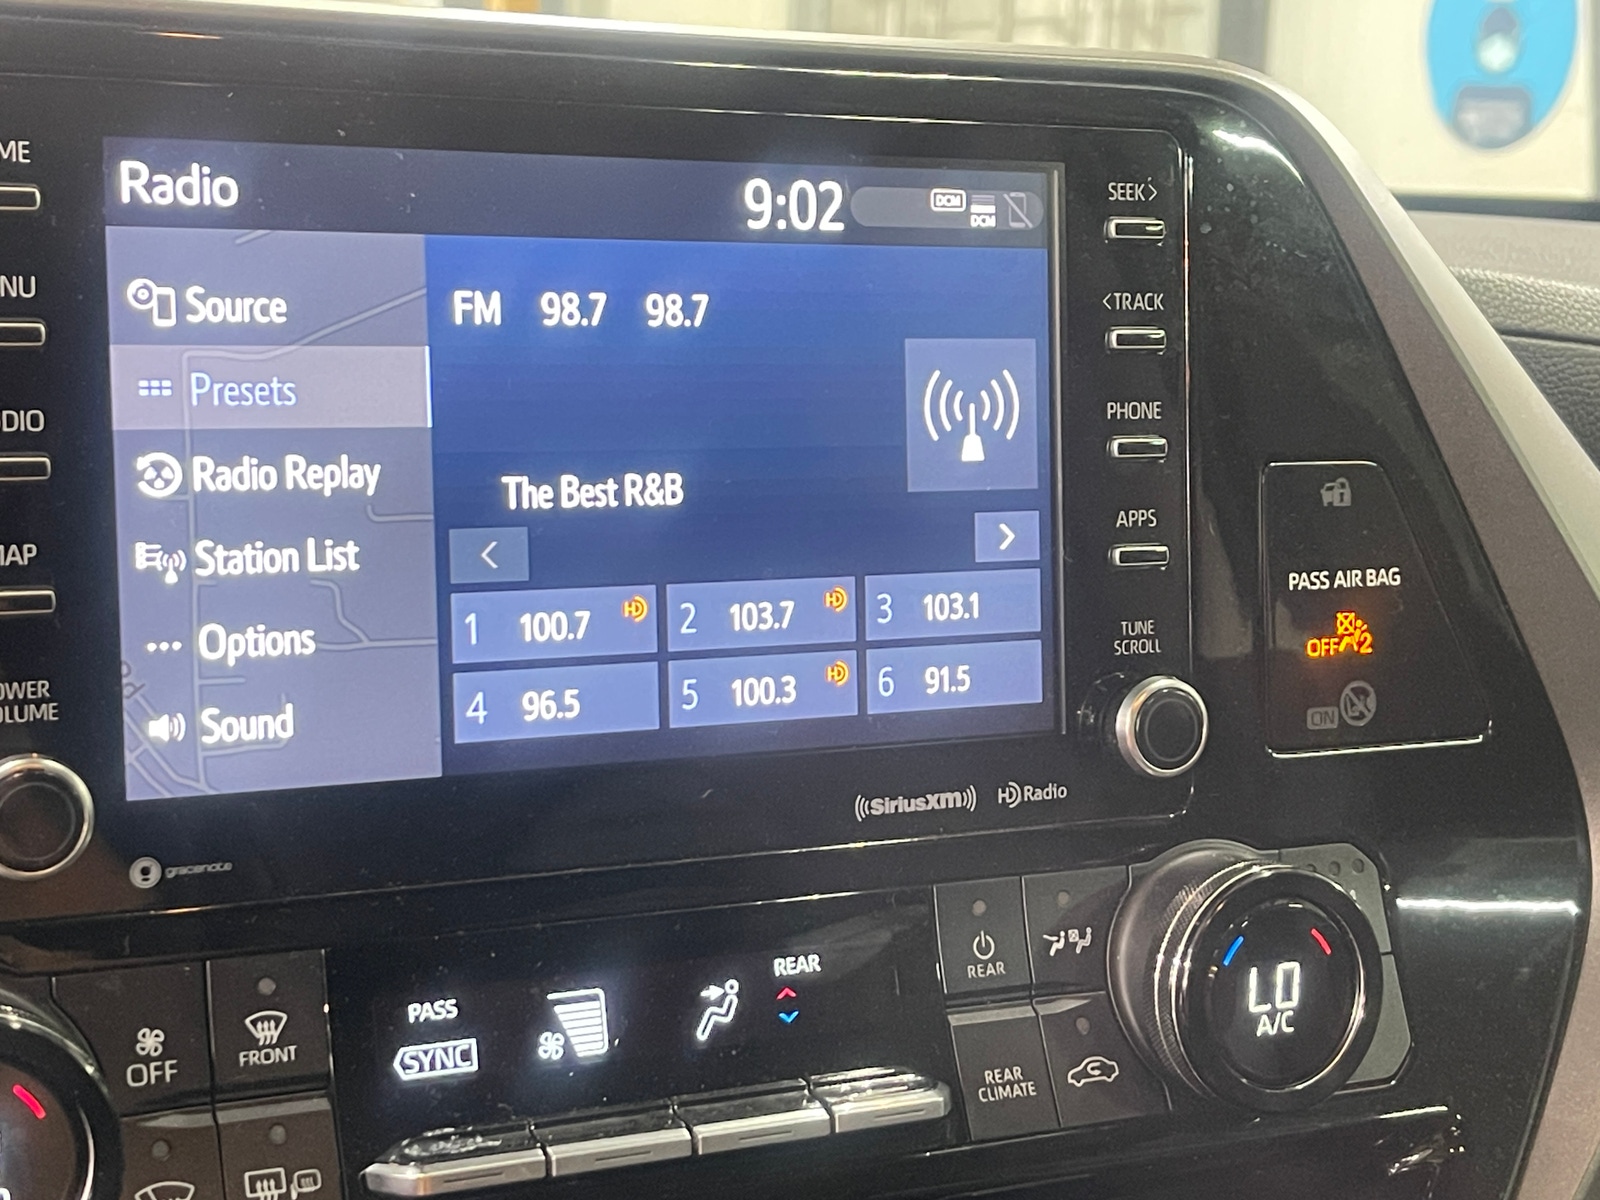 Radio
9:02
DCM
DCM
Source
Presets
Radio Replay
Station List
Options
Sound
FM 98.7 98.7
The Best R&B
1 100.7 HD
2 103.7 HD
3 103.1
4 96.5
5 100.3 HD
6 91.5
SEEK>
<TRACK
PHONE
APPS
TUNE
SCROLL
PASS AIR BAG
OFF 2
ON
ME
NU
DIO
AP
OWER
OLUME
gracenote
((SiriusXM))
HD Radio
OFF
FRONT
PASS
SYNC
REAR
REAR
REAR
CLIMATE
LO
A/C